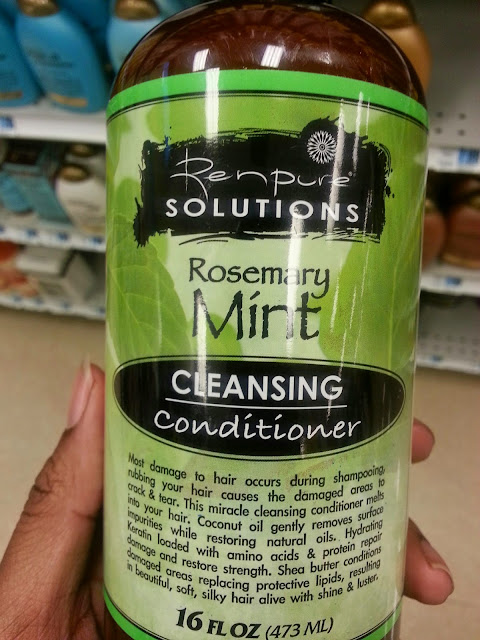 Renpure®
SOLUTIONS
Rosemary
Mint
CLEANSING
Conditioner
Most damage to hair occurs during shampooing,
rubbing your hair causes the damaged areas to
crack & tear. This miracle cleansing conditioner melts
into your hair. Coconut oil gently removes surface
impurities while restoring natural oils. Hydrating
Keratin loaded with amino acids & protein repair
damage and restore strength. Shea butter conditions
damaged areas replacing protective lipids, resulting
in beautiful, soft, silky hair alive with shine & luster.
16 FL OZ (473 ML)